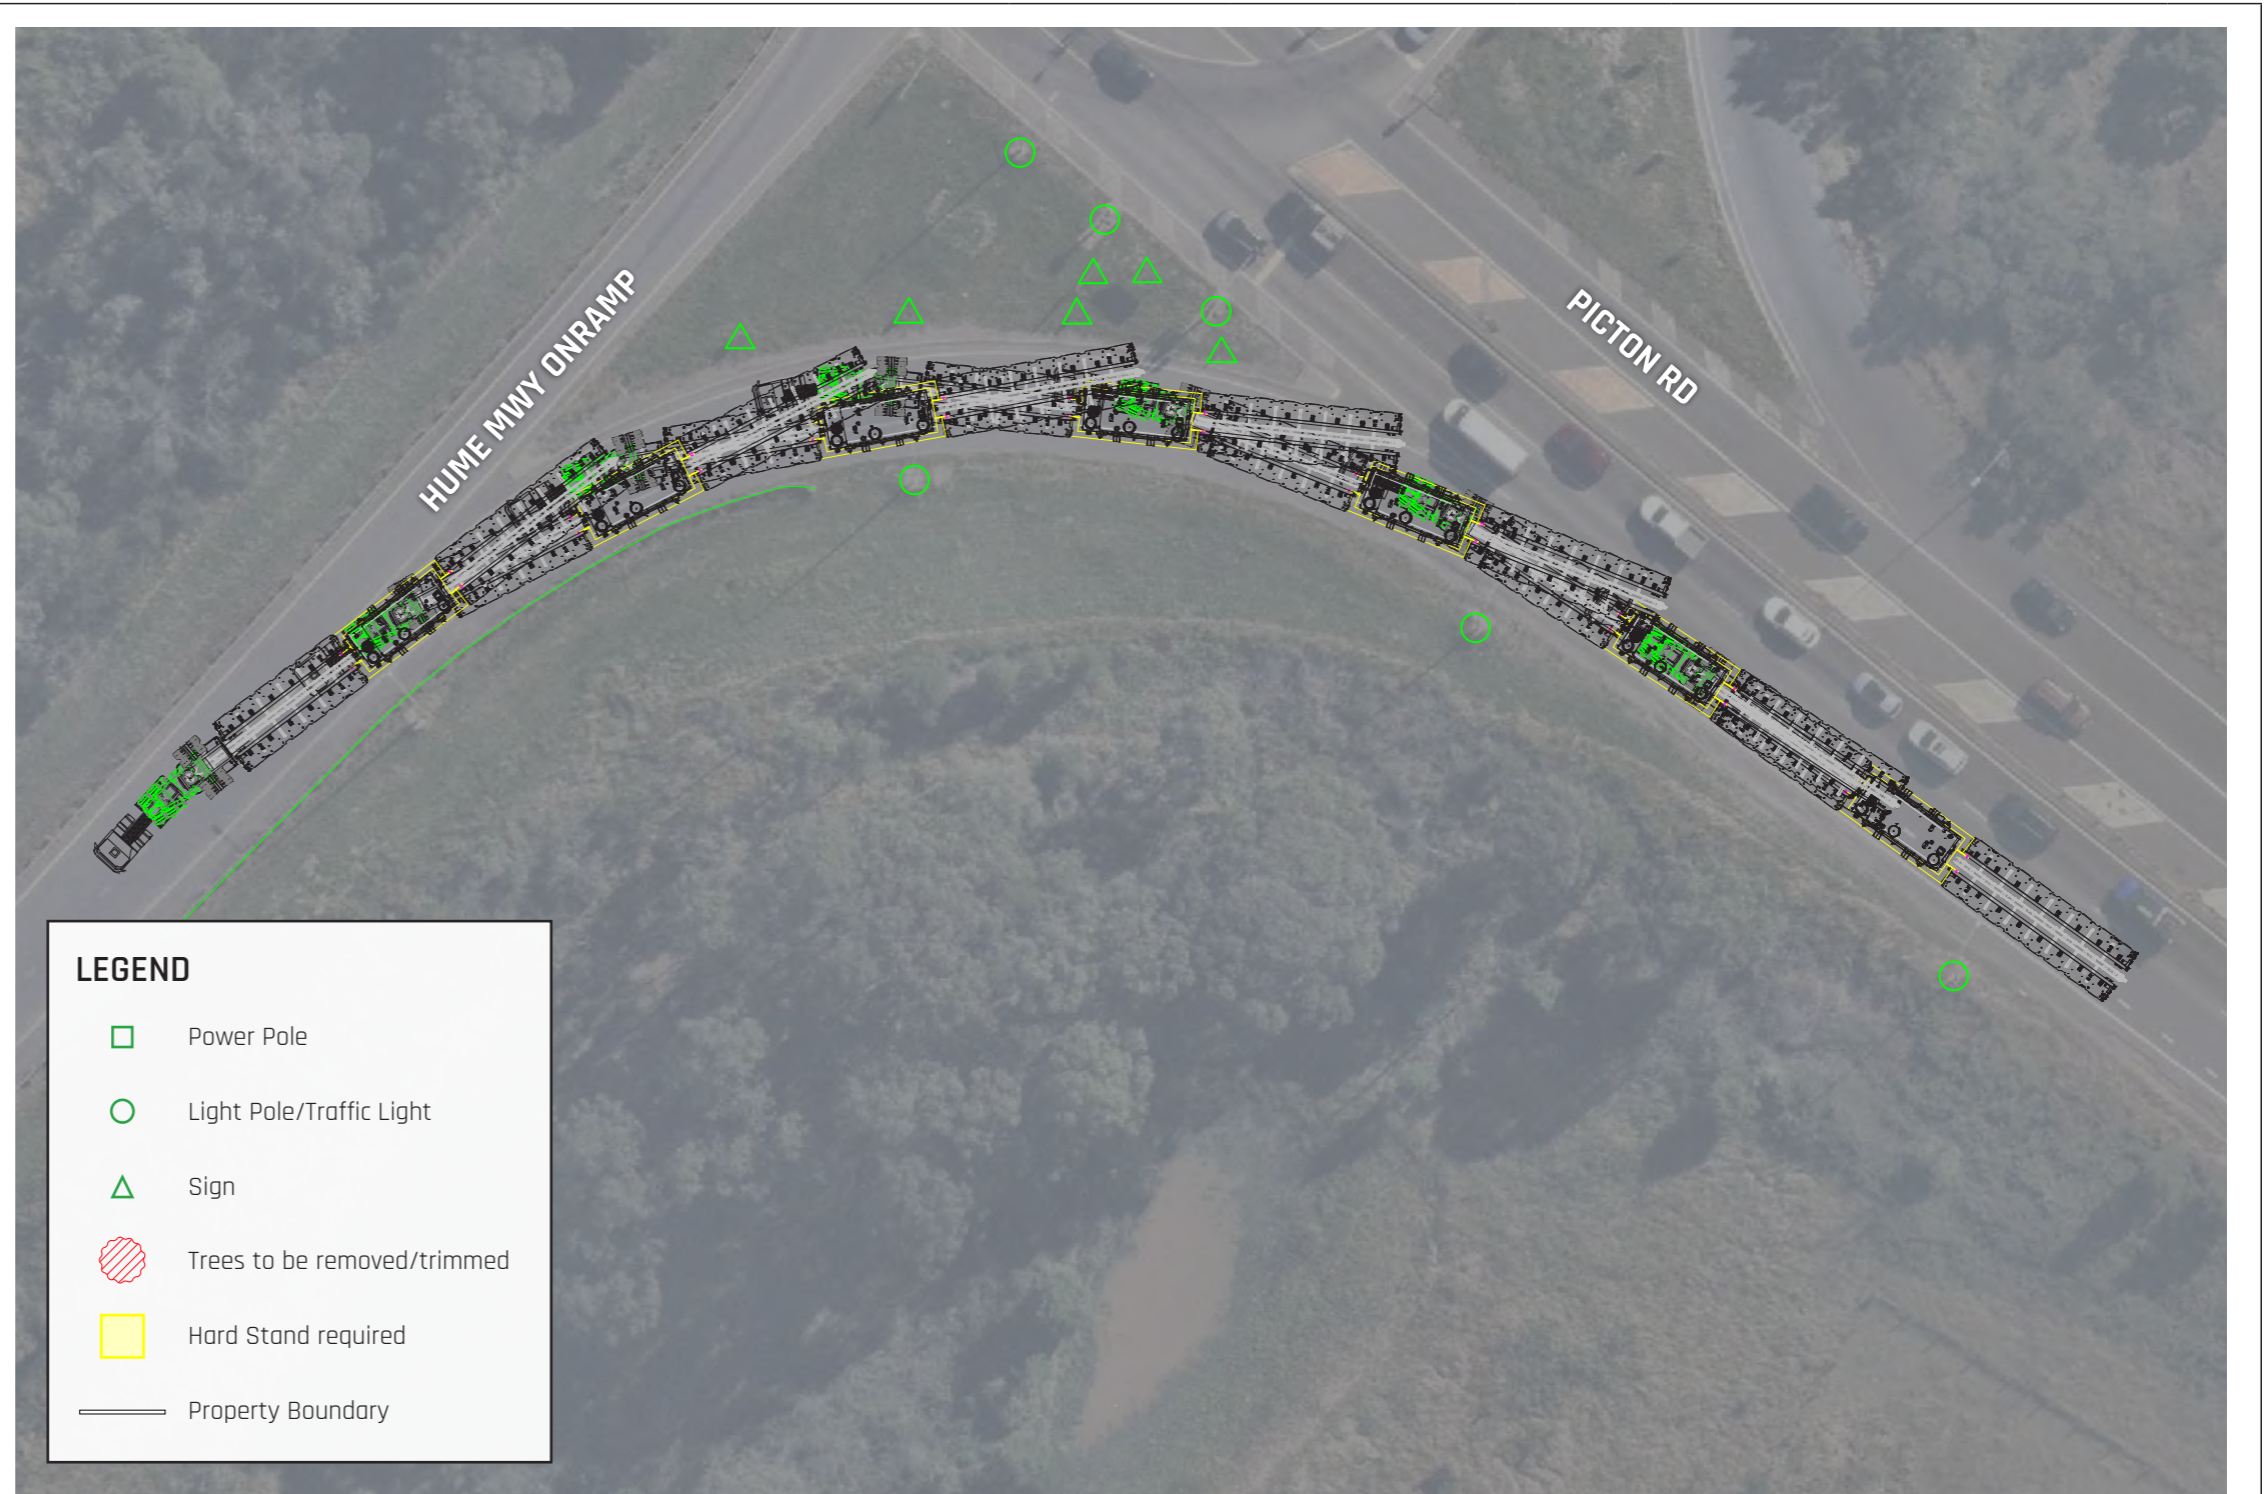 HUME MWY ONRAMP
PICTON RD
LEGEND
Power Pole
Light Pole/Traffic Light
Sign
Trees to be removed/trimmed
Hard Stand required
Property Boundary